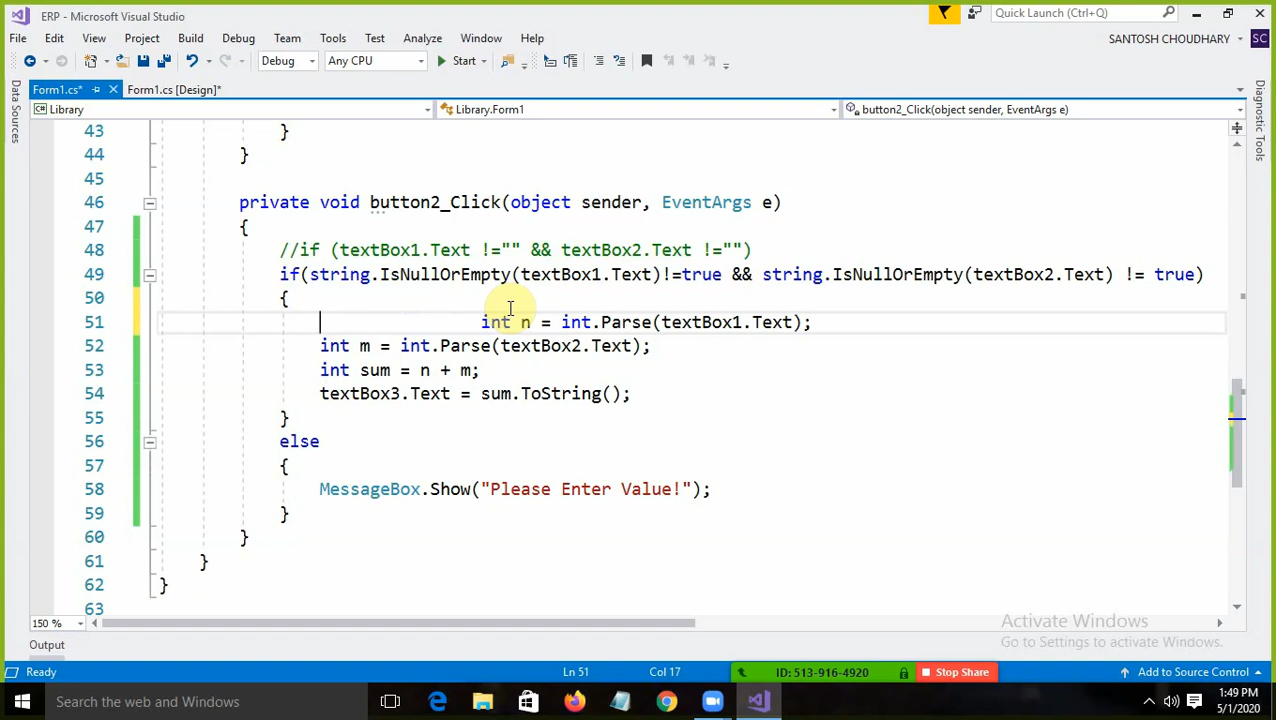 ERP - Microsoft Visual Studio
Quick Launch (Ctrl+Q)
File Edit View Project Build Debug Team Tools Test Analyze Window Help
SANTOSH CHOUDHARY SC
Debug Any CPU Start
Form1.cs* Form1.cs [Design]*
Library Library.Form1 button2_Click(object sender, EventArgs e)
Data Sources
Diagnostic Tools
43 }
44 }
45
46 private void button2_Click(object sender, EventArgs e)
47 {
48 //if (textBox1.Text !="" && textBox2.Text !="")
49 if(string.IsNullOrEmpty(textBox1.Text)!=true && string.IsNullOrEmpty(textBox2.Text) != true)
50 {
51 int n = int.Parse(textBox1.Text);
52 int m = int.Parse(textBox2.Text);
53 int sum = n + m;
54 textBox3.Text = sum.ToString();
55 }
56 else
57 {
58 MessageBox.Show("Please Enter Value!");
59 }
60 }
61 }
62 }
63
Activate Windows
Go to Settings to activate Windows.
150 %
Output
Ready Ln 51 Col 17 ID: 513-916-4920 Stop Share Add to Source Control
Search the web and Windows
1:49 PM
5/1/2020